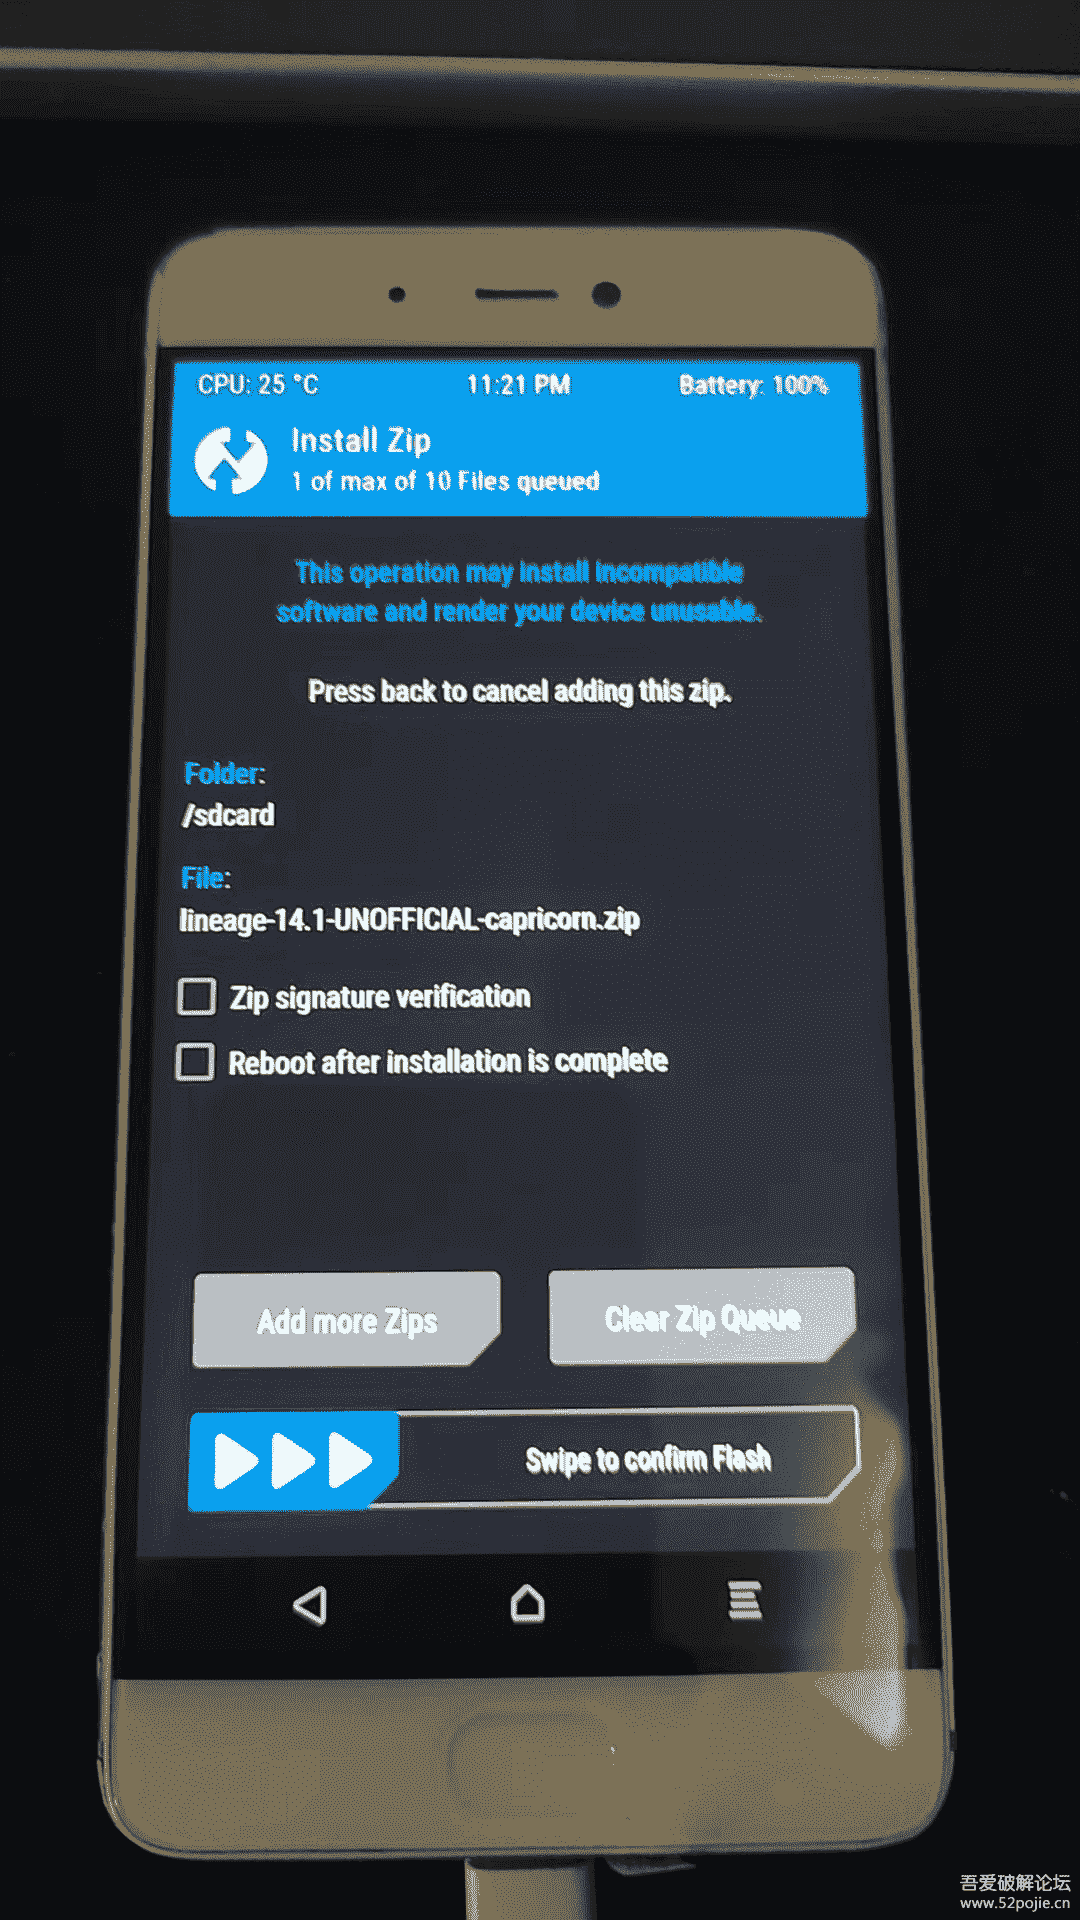 CPU: 25 °C
11:21 PM
Battery: 100%
Install Zip
1 of max of 10 Files queued
This operation may install incompatible
software and render your device unusable.
Press back to cancel adding this zip.
Folder:
/sdcard
File:
lineage-14.1-UNOFFICIAL-capricorn.zip
Zip signature verification
Reboot after installation is complete
Add more Zips
Clear Zip Queue
Swipe to confirm Flash
吾爱破解论坛
www.52pojie.cn